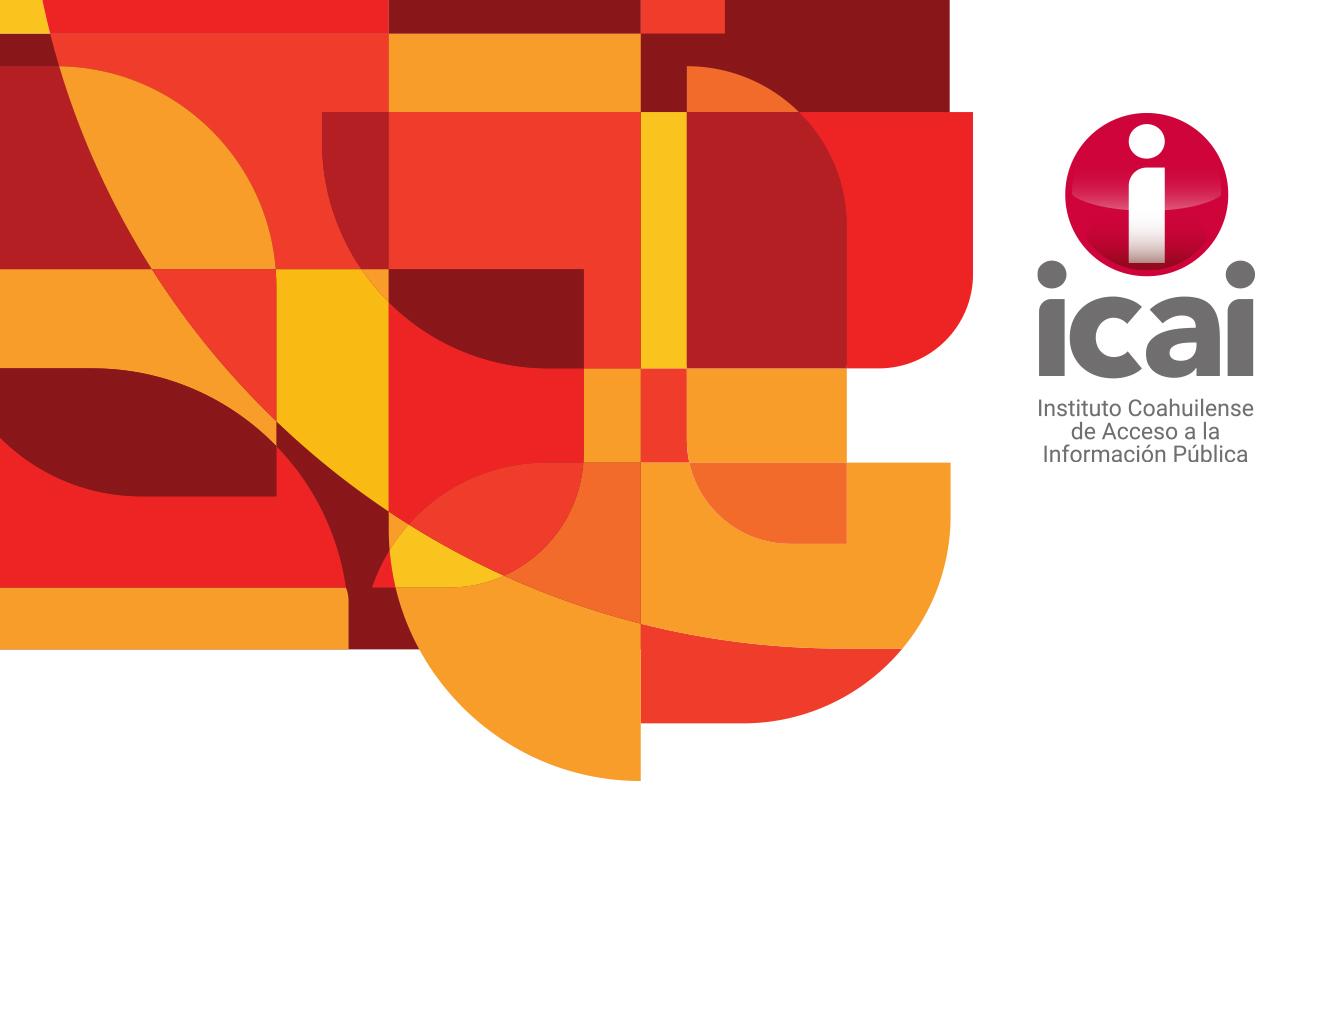 i
icai
Instituto Coahuilense
de Acceso a la
Información Pública